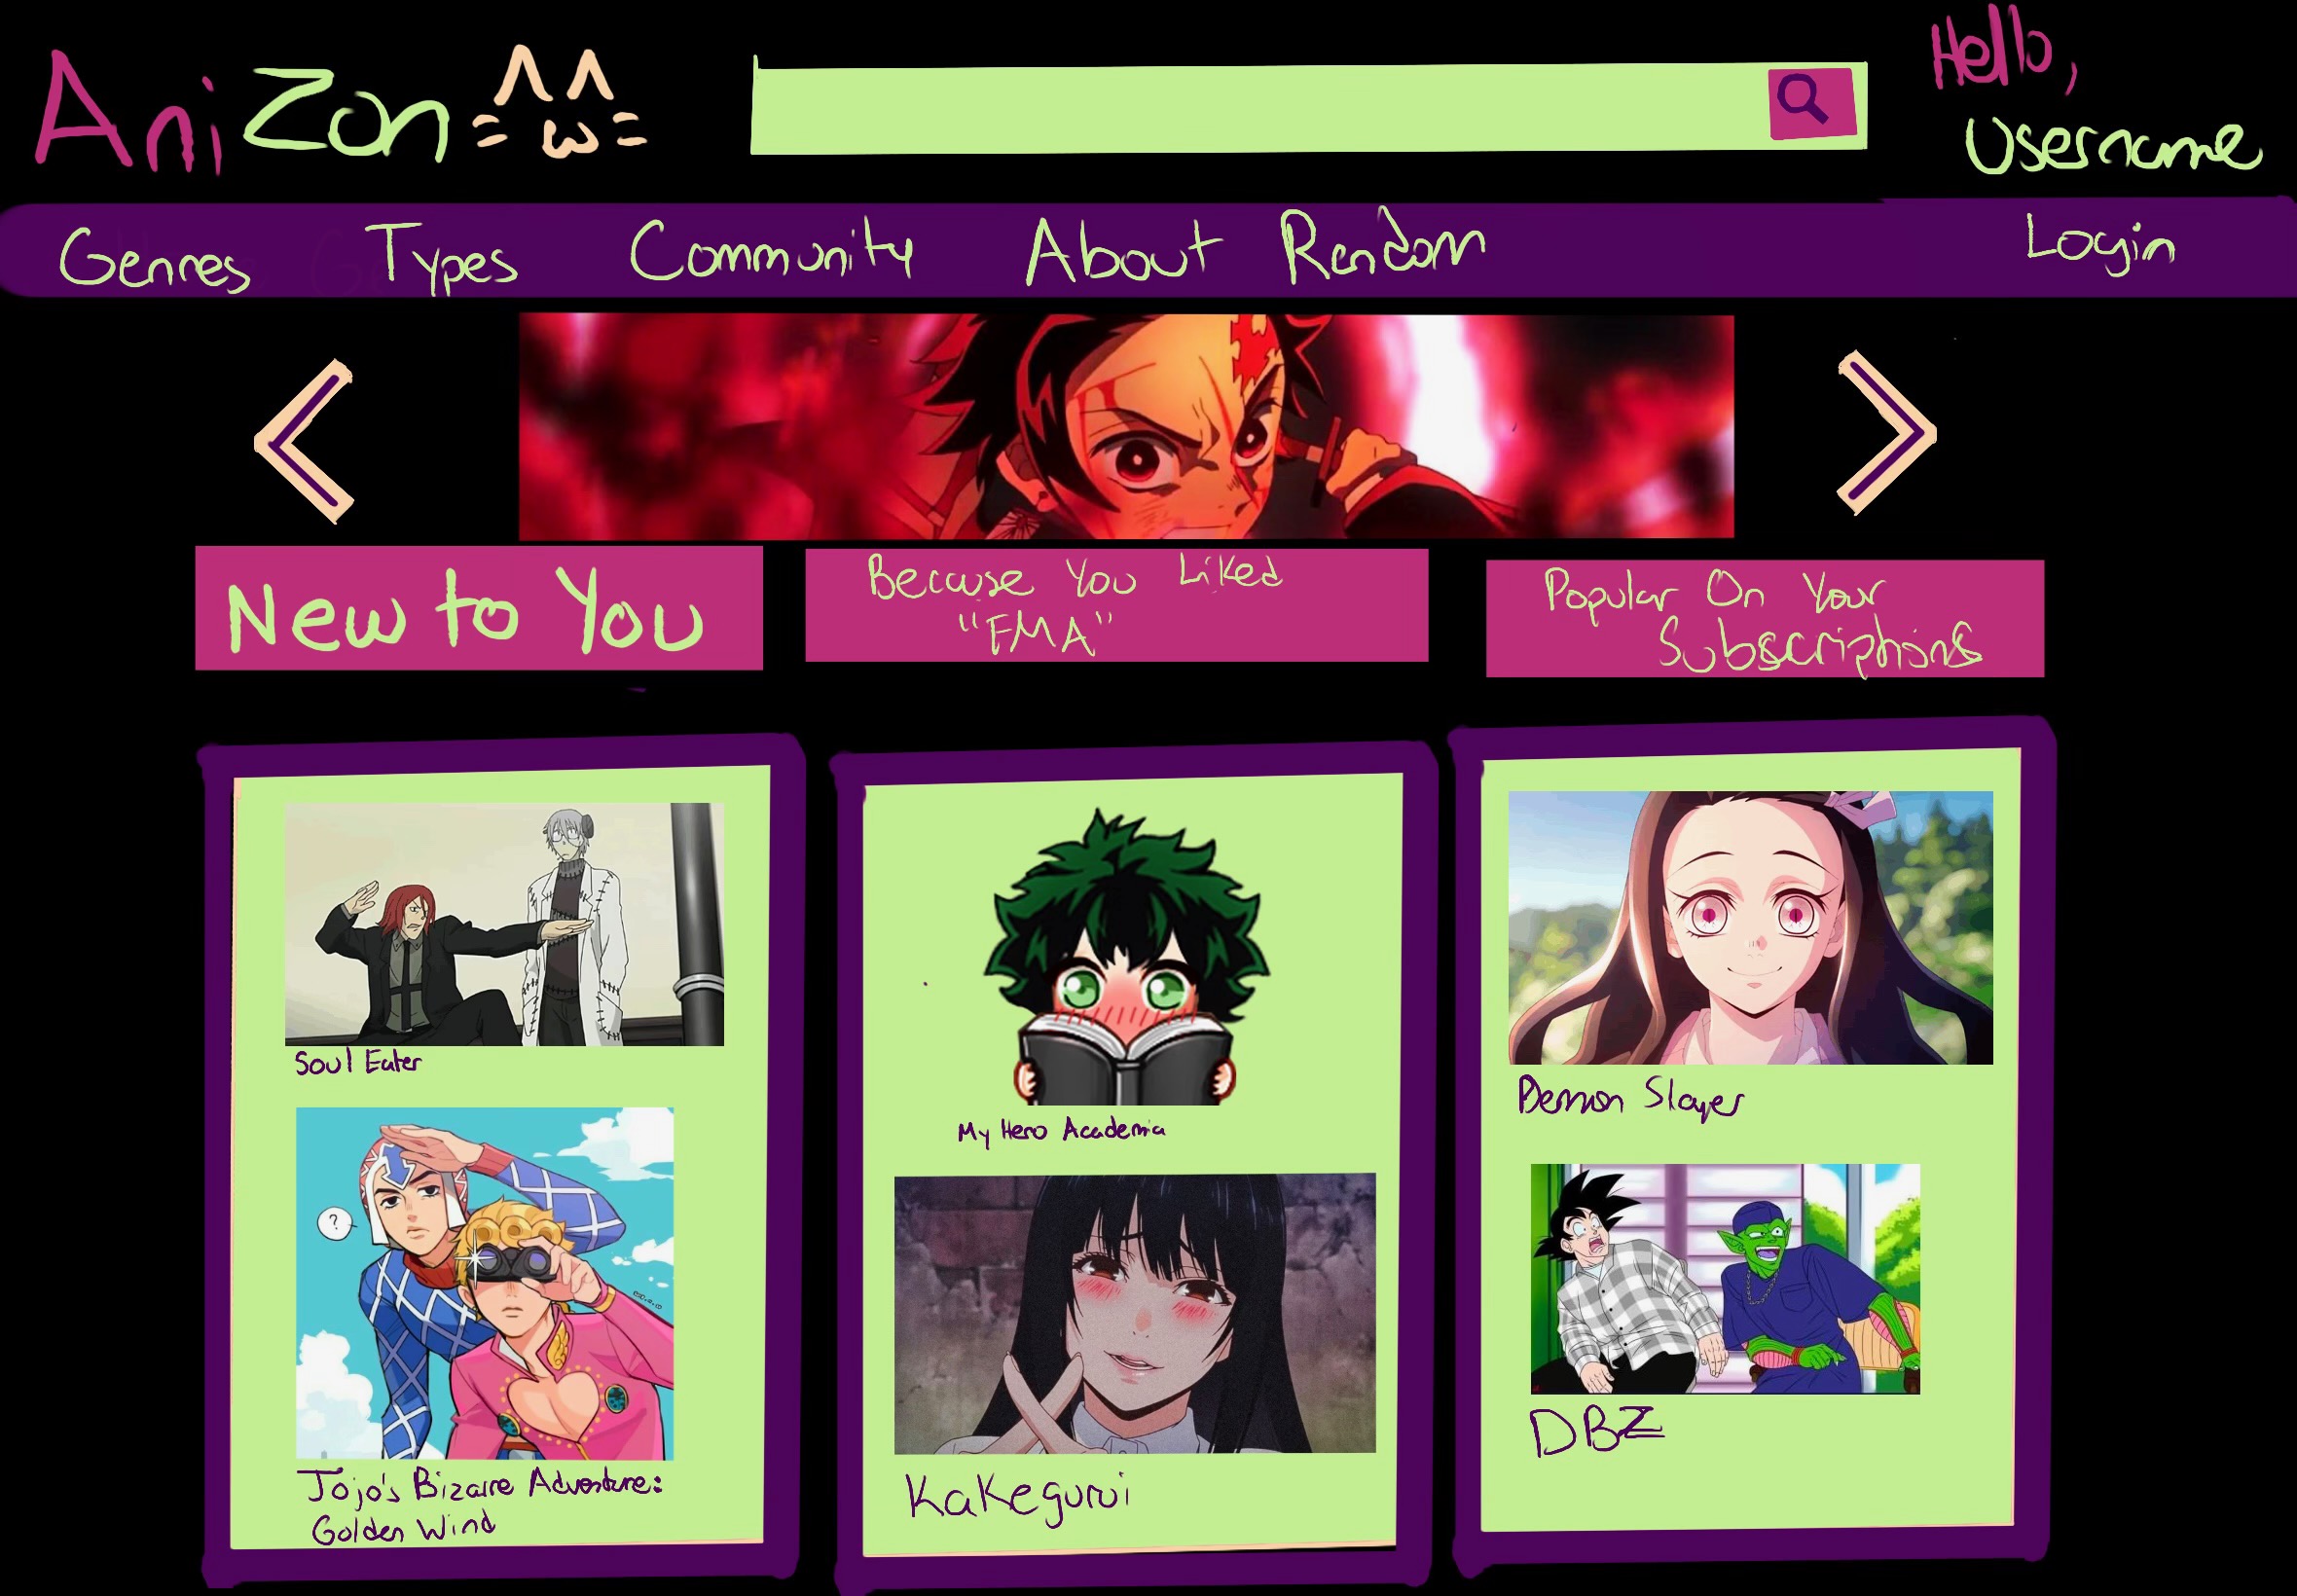 AniZon =^ω^=
Hello,
Username
Genres Types Community About Random Login
New to You
Because You Liked
"FMA"
Popular On Your
Subscriptions
Soul Eater
?
Jojo's Bizarre Adventure:
Golden Wind
My Hero Academia
Kakegurui
Demon Slayer
DBZ